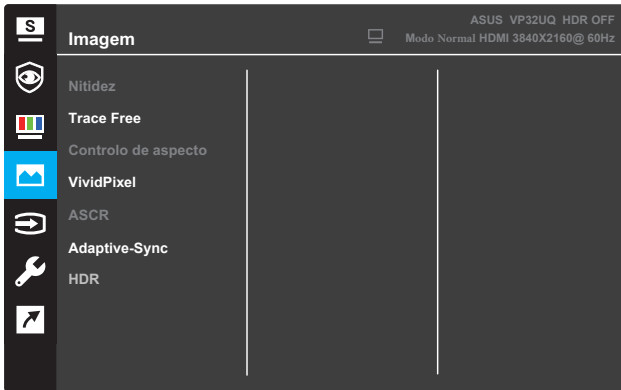 S
ASUS VP32UQ HDR OFF
Imagem
Modo Normal HDMI 3840X2160@ 60Hz
Nitidez
Trace Free
Controlo de aspecto
VividPixel
ASCR
Adaptive-Sync
HDR